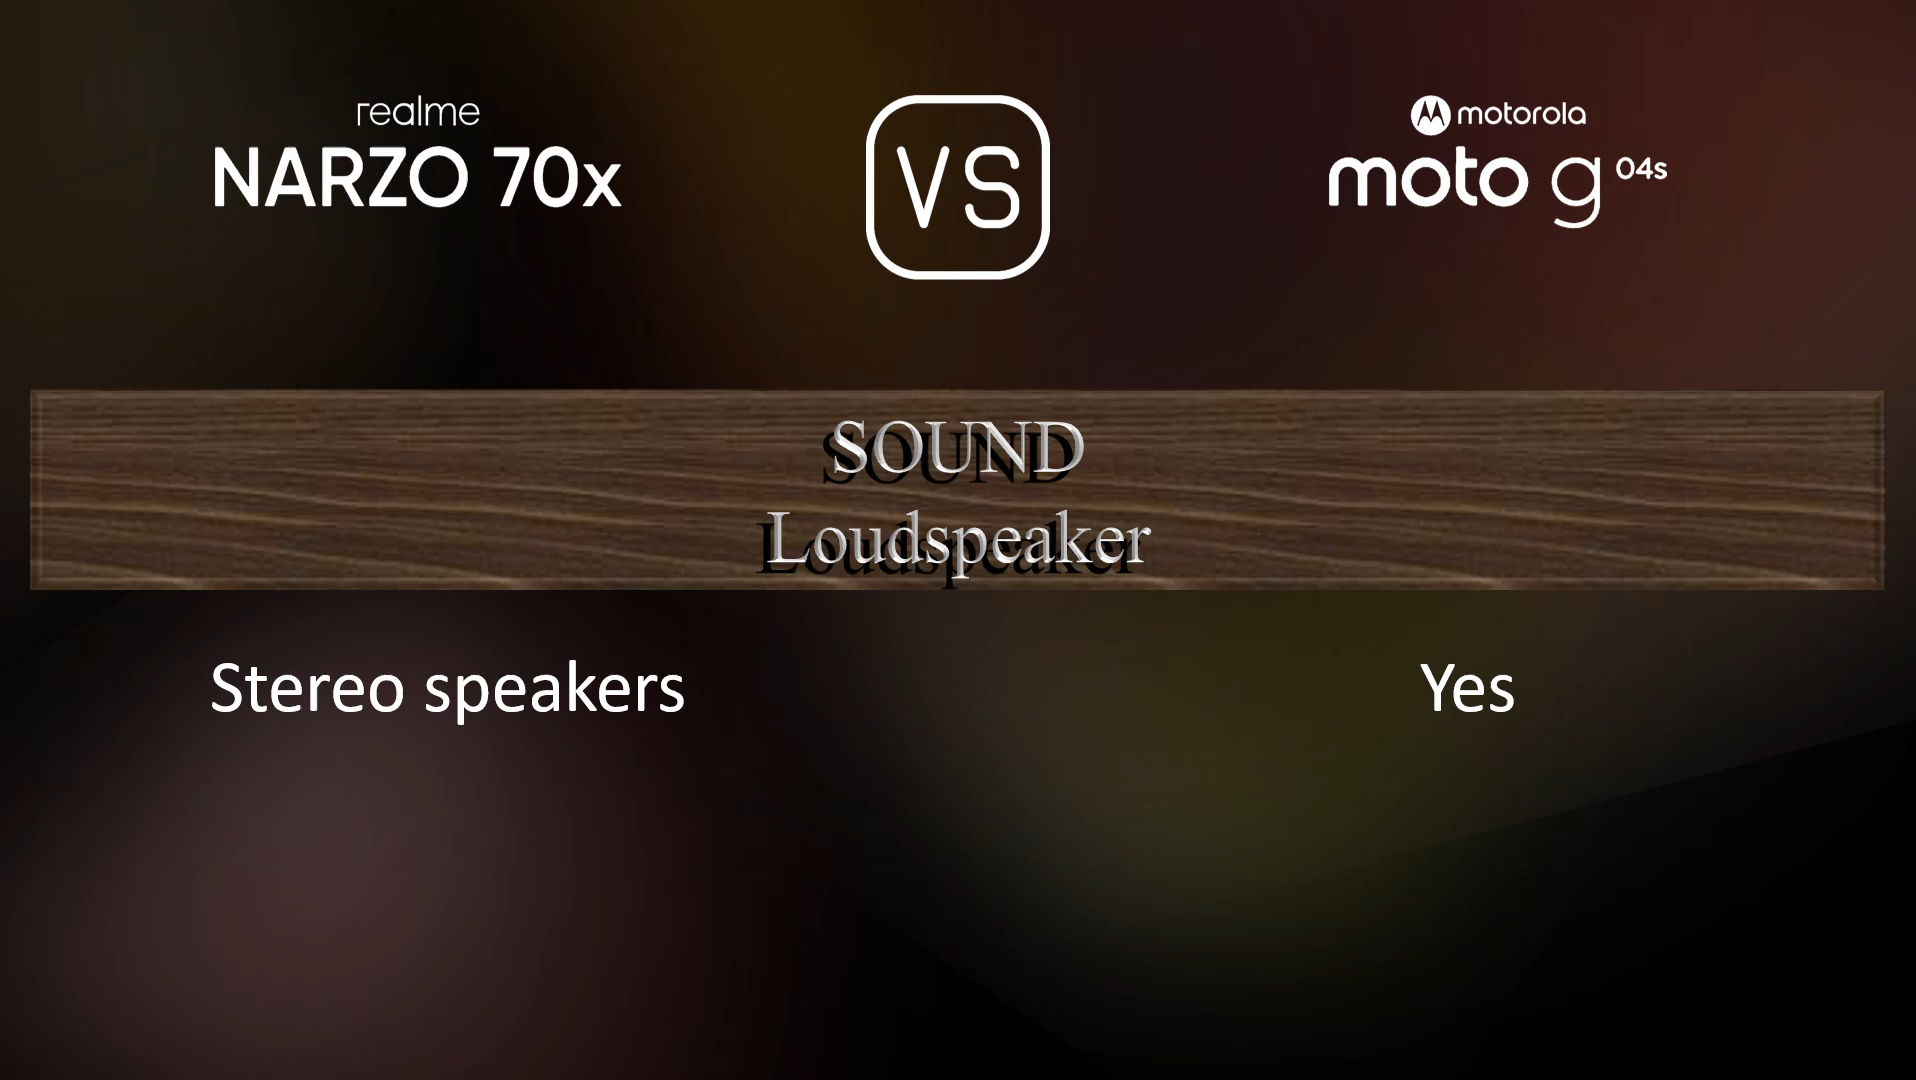 realme
NARZO 70x
VS
motorola
moto g 04s
SOUND
Loudspeaker
Stereo speakers
Yes